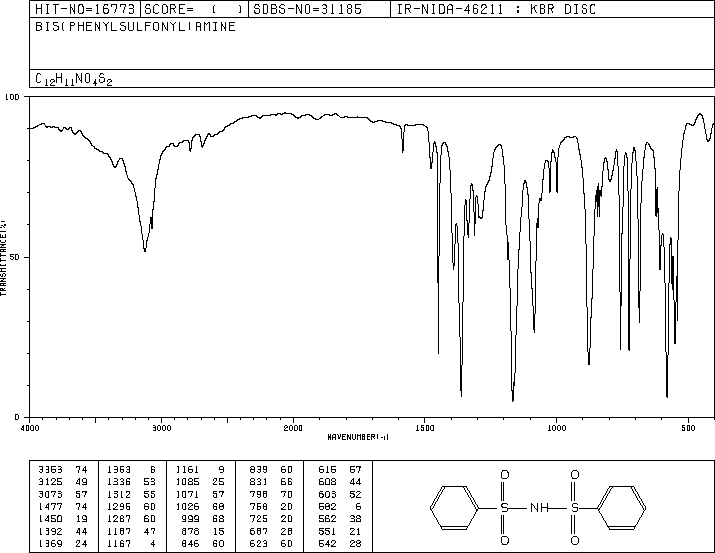 HIT-NO=16773 SCORE= ( ) SDBS-NO=31185 IR-NIDA-46211 : KBR DISC
BIS(PHENYLSULFONYL)AMINE
C12H11NO4S2
100
50
0
TRANSMITTANCE(%)
4000 3000 2000 1500 1000 500
WAVENUMBER(-1)
3363 74 1363 6 1161 9 839 60 616 57
3125 49 1336 53 1085 25 831 66 608 44
3073 57 1312 55 1071 57 798 70 603 52
1477 74 1296 60 1026 68 758 20 582 6
1450 19 1287 60 999 68 725 20 562 38
1392 44 1187 47 878 15 687 28 551 21
1369 24 1167 4 846 60 623 60 542 28
O O
S NH S
O O